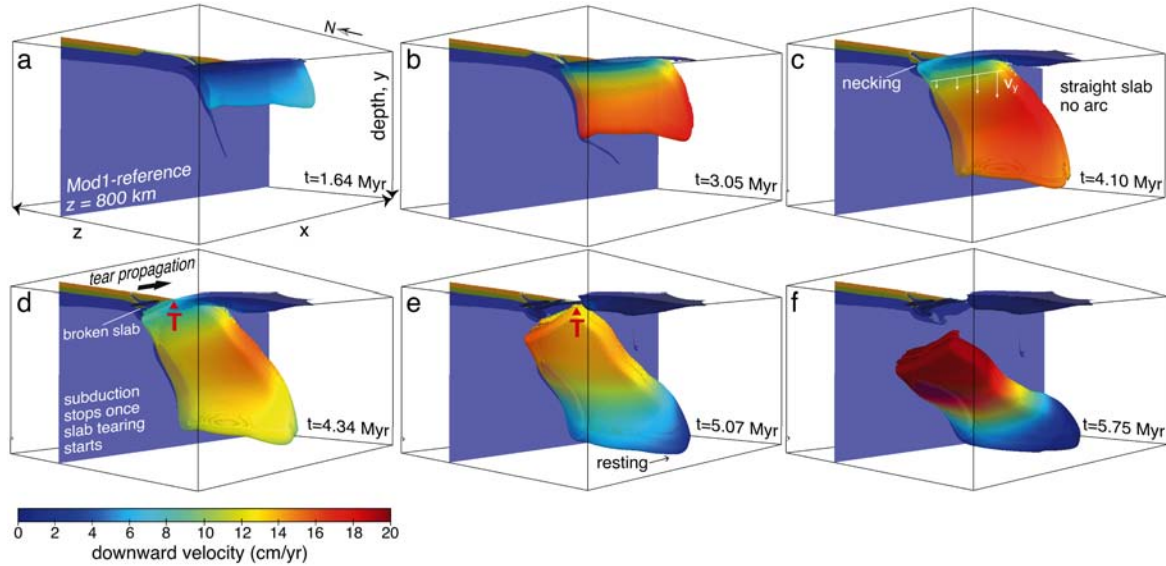 a
N
depth, y
Mod1-reference
z = 800 km
t=1.64 Myr
z
x
b
t=3.05 Myr
c
necking
vy
straight slab
no arc
t=4.10 Myr
tear propagation
d
T
broken slab
subduction
stops once
slab tearing
starts
t=4.34 Myr
e
T
resting
t=5.07 Myr
f
t=5.75 Myr
0 2 4 6 8 10 12 14 16 18 20
downward velocity (cm/yr)